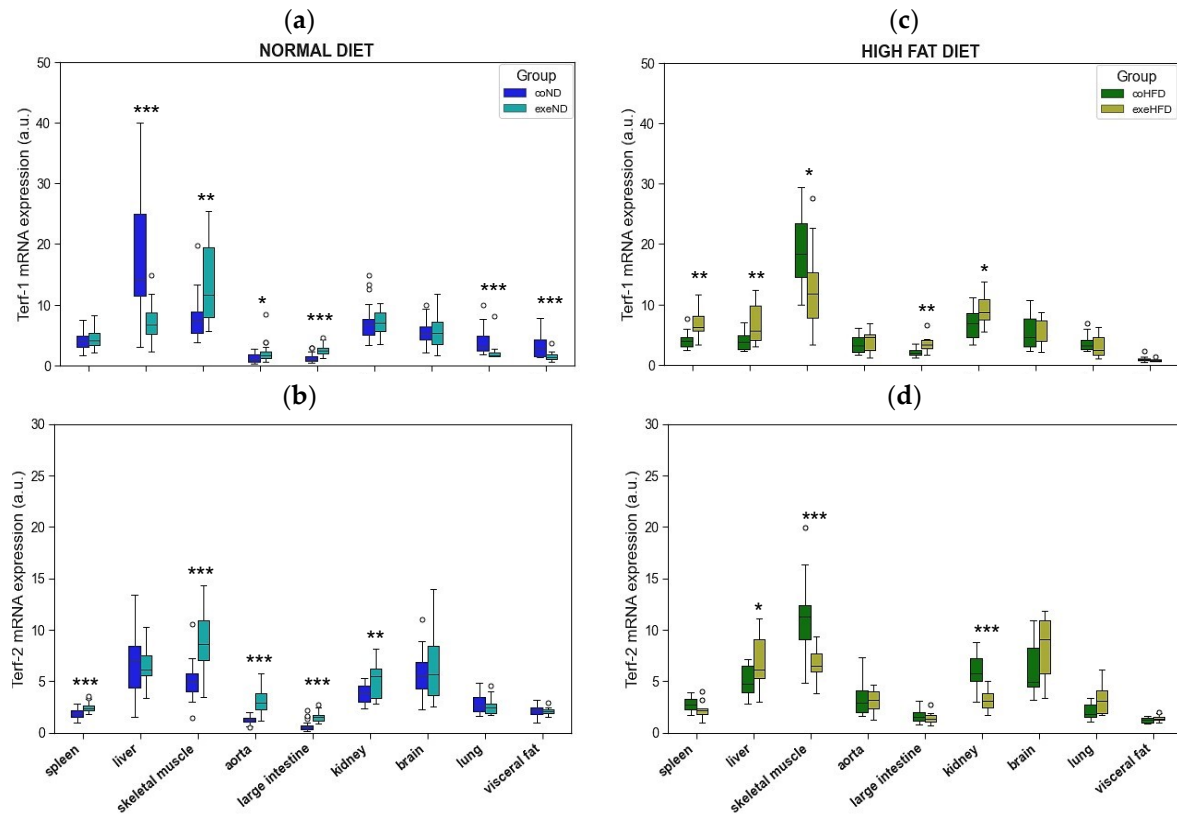 (a)
NORMAL DIET
Terf-1 mRNA expression (a.u.)
50
40
30
20
10
0
Group
coND
exeND
***
**
*
***
***
***
(c)
HIGH FAT DIET
Terf-1 mRNA expression (a.u.)
50
40
30
20
10
0
Group
coHFD
exeHFD
**
**
*
**
*
(b)
Terf-2 mRNA expression (a.u.)
30
25
20
15
10
5
0
***
***
***
***
**
spleen
liver
skeletal muscle
aorta
large intestine
kidney
brain
lung
visceral fat
(d)
Terf-2 mRNA expression (a.u.)
30
25
20
15
10
5
0
*
***
***
spleen
liver
skeletal muscle
aorta
large intestine
kidney
brain
lung
visceral fat